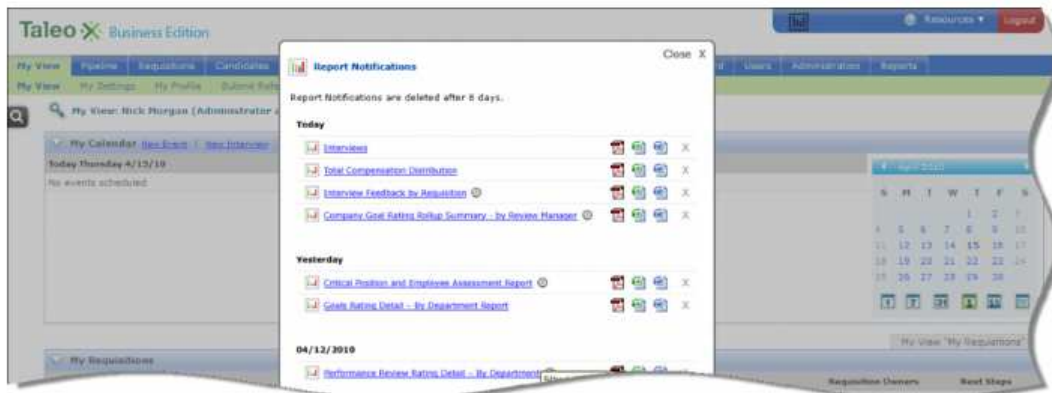 Taleo Business Edition
Resources
Logout
My View Pipeline Requisitions Candidates Users Administration Reports
My View My Settings My Profile Submit
My View: Nick Morgan (Administrator
My Calendar New Event | New Interview
Today Thursday 4/15/10
No events scheduled
Close X
Report Notifications
Report Notifications are deleted after 8 days.
Today
Interviews
Total Compensation Distribution
Interview Feedback by Requisition
Company Goal Rating Rollup Summary - by Review Manager
Yesterday
Critical Position and Employee Assessment Report
Goals Rating Detail - By Department Report
04/12/2010
Performance Review Rating Detail - By Department
April 2010
S M T W T F S
1 2 3
4 5 6 7 8 9 10
11 12 13 14 15 16 17
18 19 20 21 22 23 24
25 26 27 28 29 30
My View "My Requisitions"
My Requisitions
Requisition Owners Next Steps